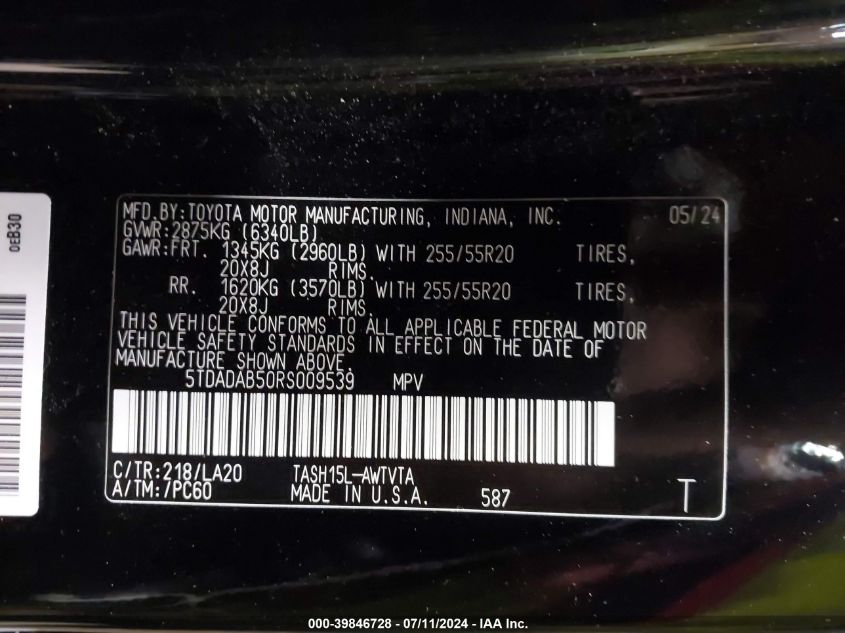 MFD.BY:TOYOTA MOTOR MANUFACTURING, INDIANA, INC. 05/24
GVWR:2875KG (6340LB)
GAWR:FRT. 1345KG (2960LB) WITH 255/55R20 TIRES,
20X8J RIMS.
RR. 1620KG (3570LB) WITH 255/55R20 TIRES,
20X8J RIMS.
THIS VEHICLE CONFORMS TO ALL APPLICABLE FEDERAL MOTOR
VEHICLE SAFETY STANDARDS IN EFFECT ON THE DATE OF
MANUFACTURE SHOWN ABOVE.
5TDADAB50RS009539 MPV
C/TR:218/LA20 TASH15L-AWTVTA
A/TM:/PC60 MADE IN U.S.A. 587 T
0EB30
000-39846728 - 07/11/2024 - IAA Inc.